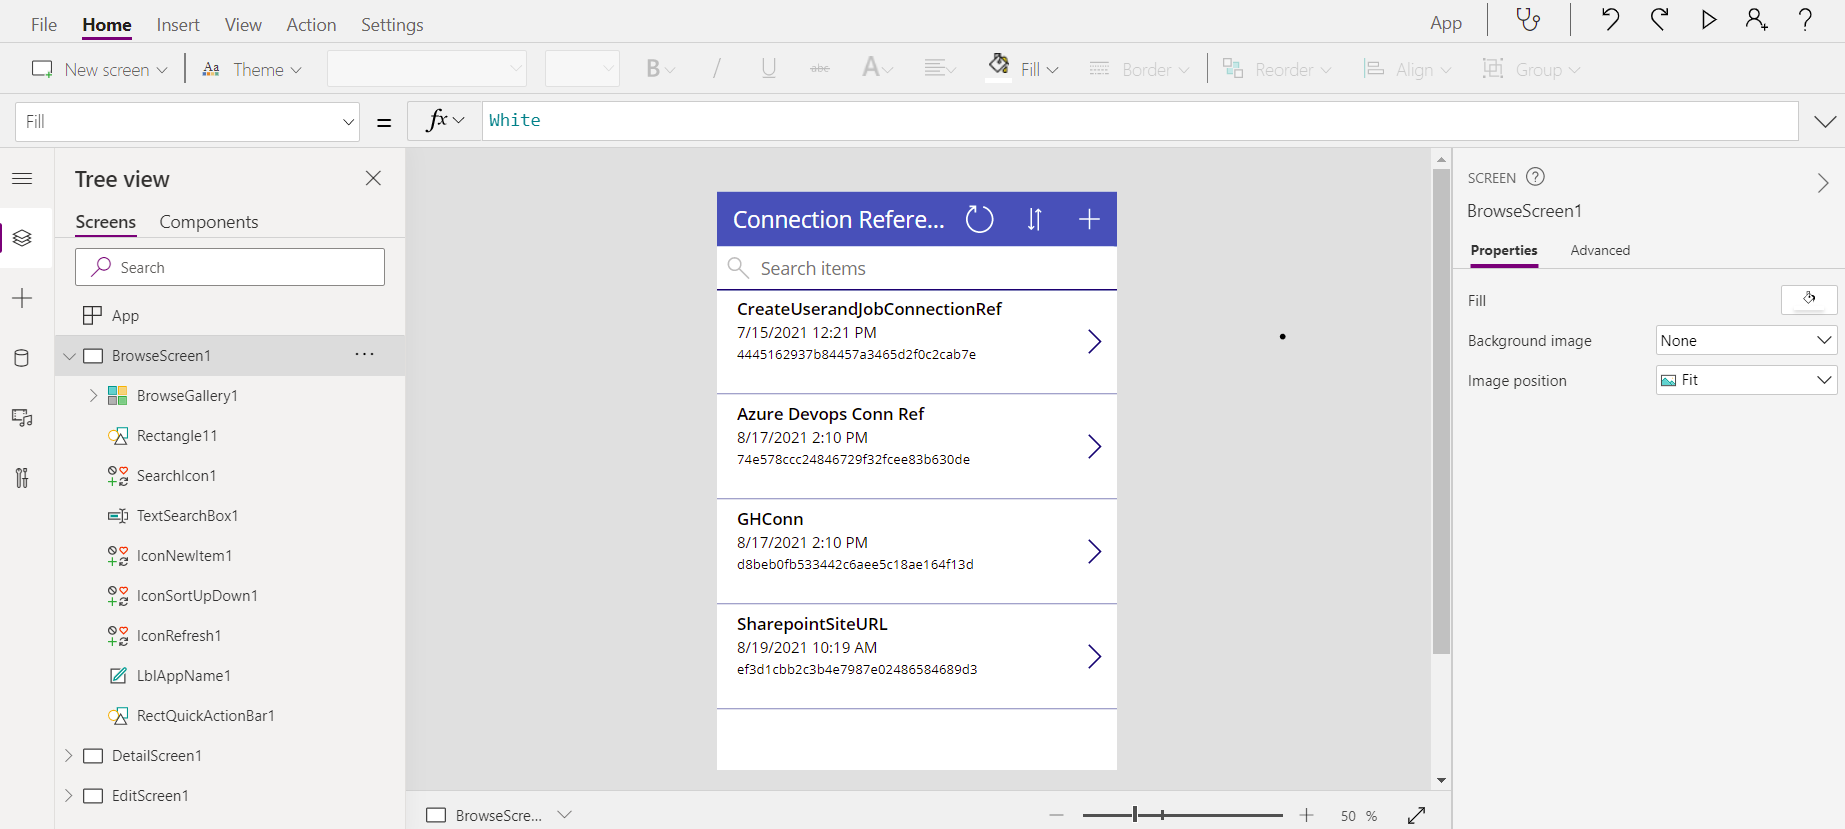 File Home Insert View Action Settings App
New screen Theme B / U abc A Fill Border Reorder Align Group
Fill = fx White
Tree view
Screens Components
Search
App
BrowseScreen1 ...
BrowseGallery1
Rectangle11
SearchIcon1
TextSearchBox1
IconNewItem1
IconSortUpDown1
IconRefresh1
LblAppName1
RectQuickActionBar1
DetailScreen1
EditScreen1
Connection Refere...
Search items
CreateUserandJobConnectionRef
7/15/2021 12:21 PM
4445162937b84457a3465d2f0c2cab7e
Azure Devops Conn Ref
8/17/2021 2:10 PM
74e578ccc24846729f32fcee83b630de
GHConn
8/17/2021 2:10 PM
d8beb0fb533442c6aee5c18ae164f13d
SharepointSiteURL
8/19/2021 10:19 AM
ef3d1cbb2c3b4e7987e02486584689d3
BrowseScre... 50 %
SCREEN
BrowseScreen1
Properties Advanced
Fill
Background image None
Image position Fit